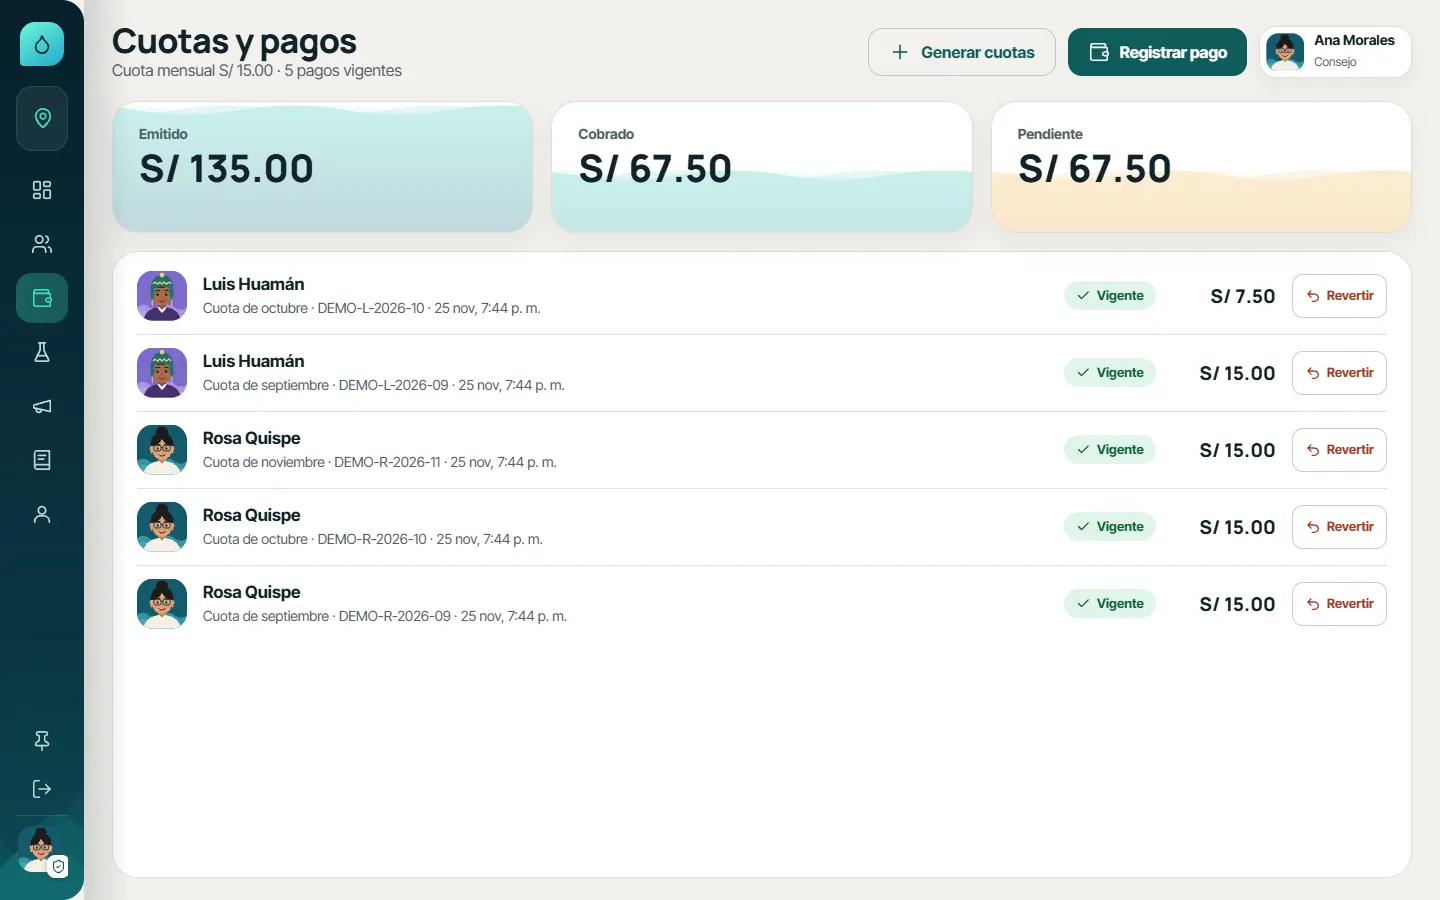 Cuotas y pagos
Cuota mensual S/ 15.00 · 5 pagos vigentes
Generar cuotas
Registrar pago
Ana Morales
Consejo
Emitido
S/ 135.00
Cobrado
S/ 67.50
Pendiente
S/ 67.50
Luis Huamán
Cuota de octubre · DEMO-L-2026-10 · 25 nov, 7:44 p. m.
Vigente
S/ 7.50
Revertir
Luis Huamán
Cuota de septiembre · DEMO-L-2026-09 · 25 nov, 7:44 p. m.
Vigente
S/ 15.00
Revertir
Rosa Quispe
Cuota de noviembre · DEMO-R-2026-11 · 25 nov, 7:44 p. m.
Vigente
S/ 15.00
Revertir
Rosa Quispe
Cuota de octubre · DEMO-R-2026-10 · 25 nov, 7:44 p. m.
Vigente
S/ 15.00
Revertir
Rosa Quispe
Cuota de septiembre · DEMO-R-2026-09 · 25 nov, 7:44 p. m.
Vigente
S/ 15.00
Revertir